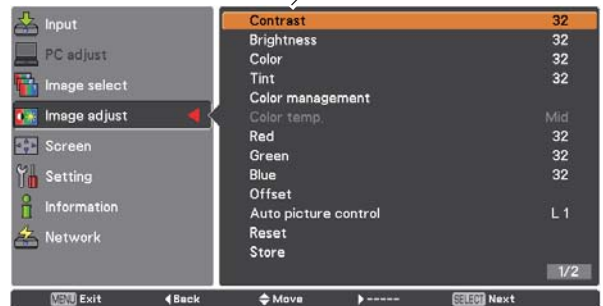 Input
PC adjust
Image select
Image adjust
Screen
Setting
Information
Network
Contrast 32
Brightness 32
Color 32
Tint 32
Color management
Color temp. Mid
Red 32
Green 32
Blue 32
Offset
Auto picture control L 1
Reset
Store
1/2
MENU Exit Back Move ----- SELECT Next